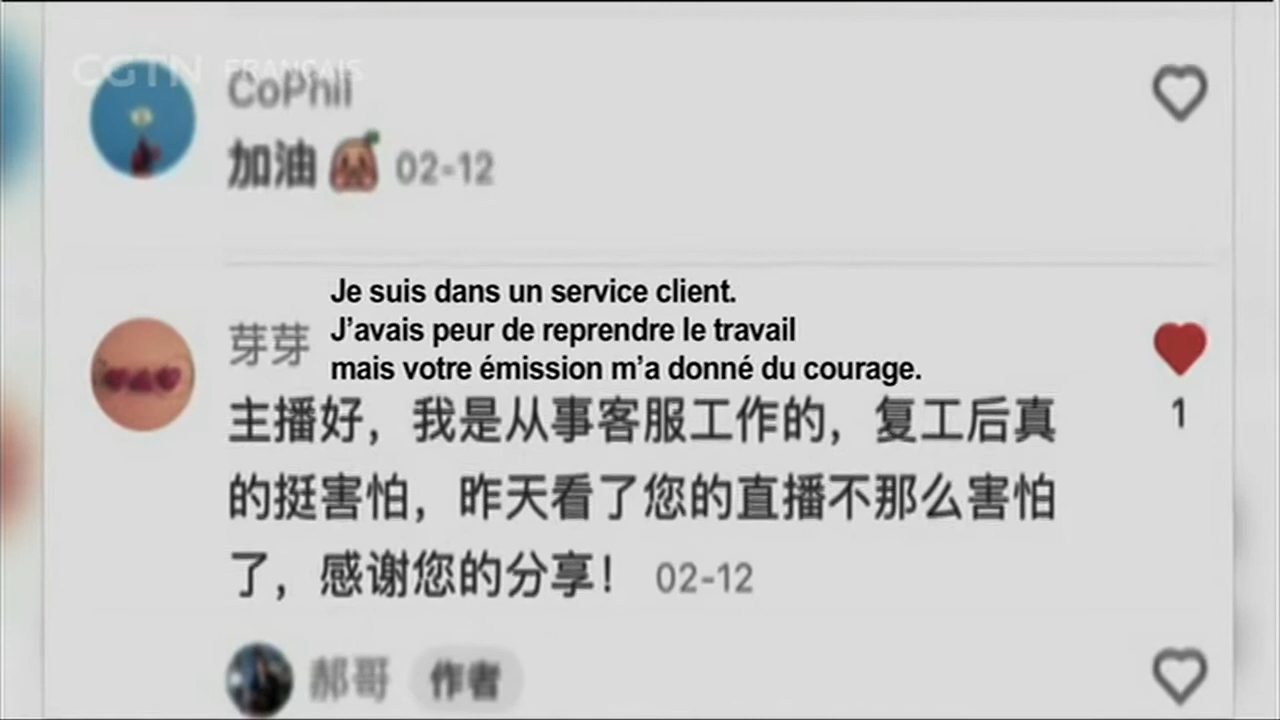 CGTN FRANÇAIS
CoPhil
加油 02-12
Je suis dans un service client.
J'avais peur de reprendre le travail
mais votre émission m'a donné du courage.
芽芽
主播好，我是从事客服工作的，复工后真
的挺害怕，昨天看了您的直播不那么害怕
了，感谢您的分享！ 02-12
1
郝哥 作者